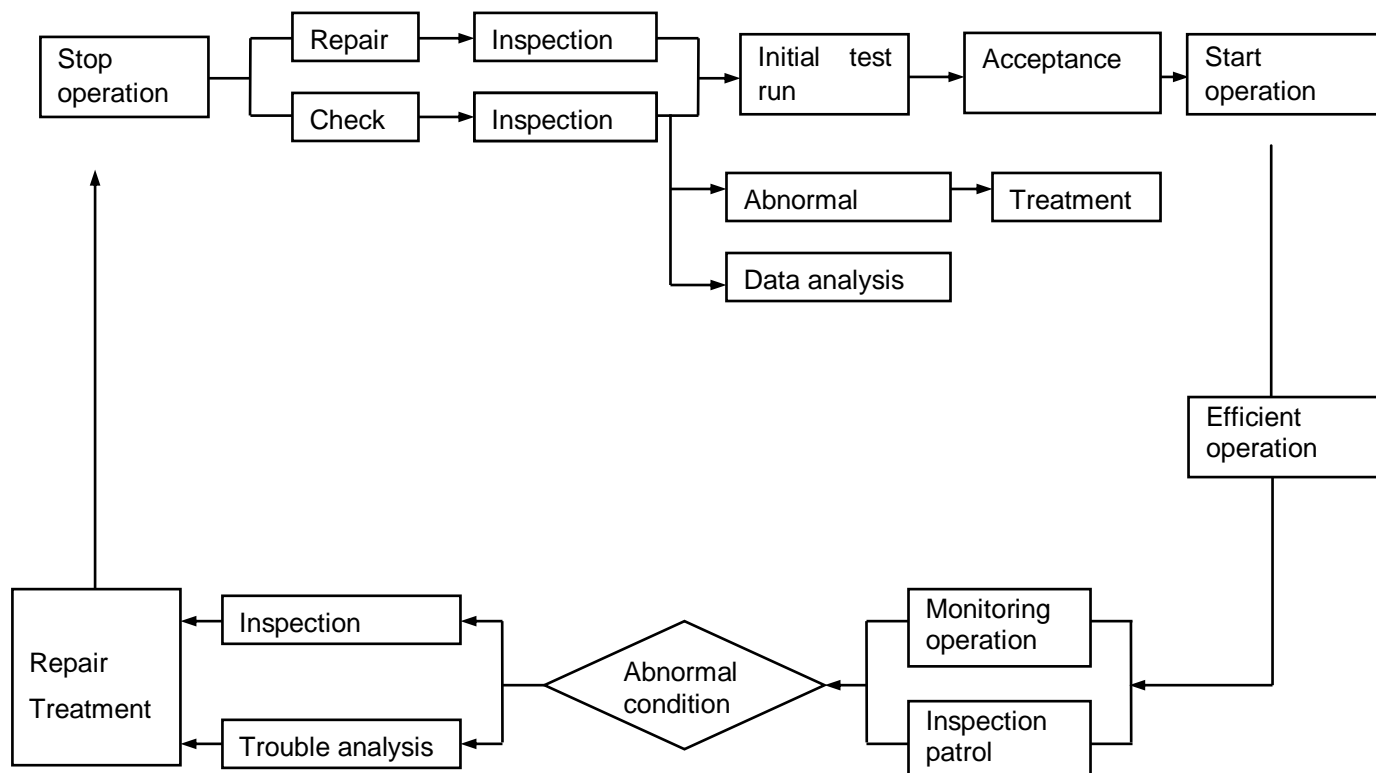 Stop
operation
Repair
Inspection
Check
Inspection
Initial test
run
Acceptance
Start
operation
Abnormal
Treatment
Data analysis
Efficient
operation
Monitoring
operation
Inspection
patrol
Abnormal
condition
Inspection
Trouble analysis
Repair
Treatment